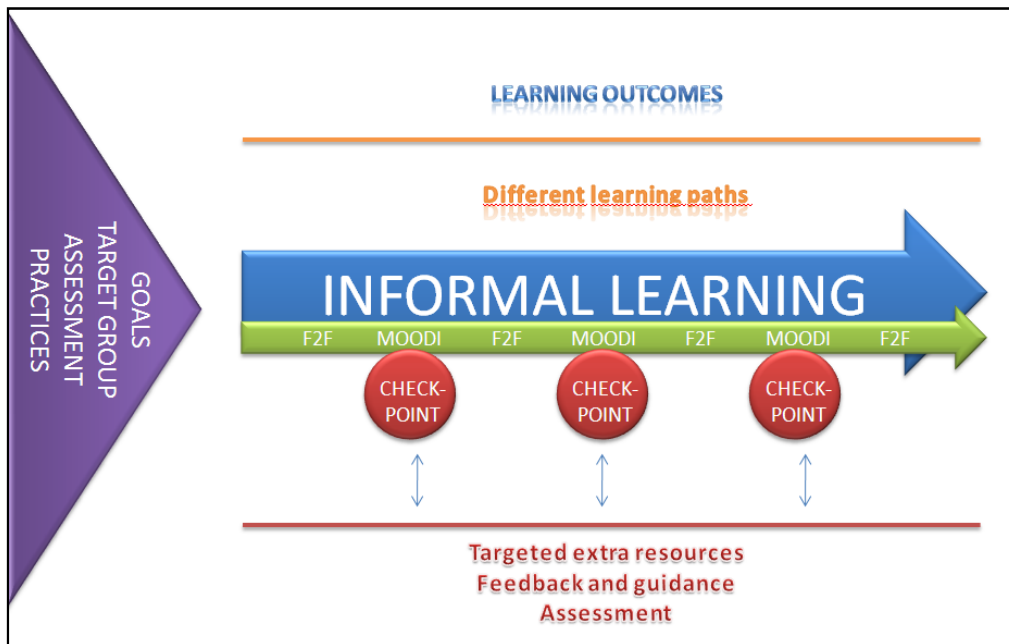 GOALS
TARGET GROUP
ASSESSMENT
PRACTICES
LEARNING OUTCOMES
Different learning paths
INFORMAL LEARNING
F2F MOODI F2F MOODI F2F MOODI F2F
CHECK-
POINT
CHECK-
POINT
CHECK-
POINT
Targeted extra resources
Feedback and guidance
Assessment